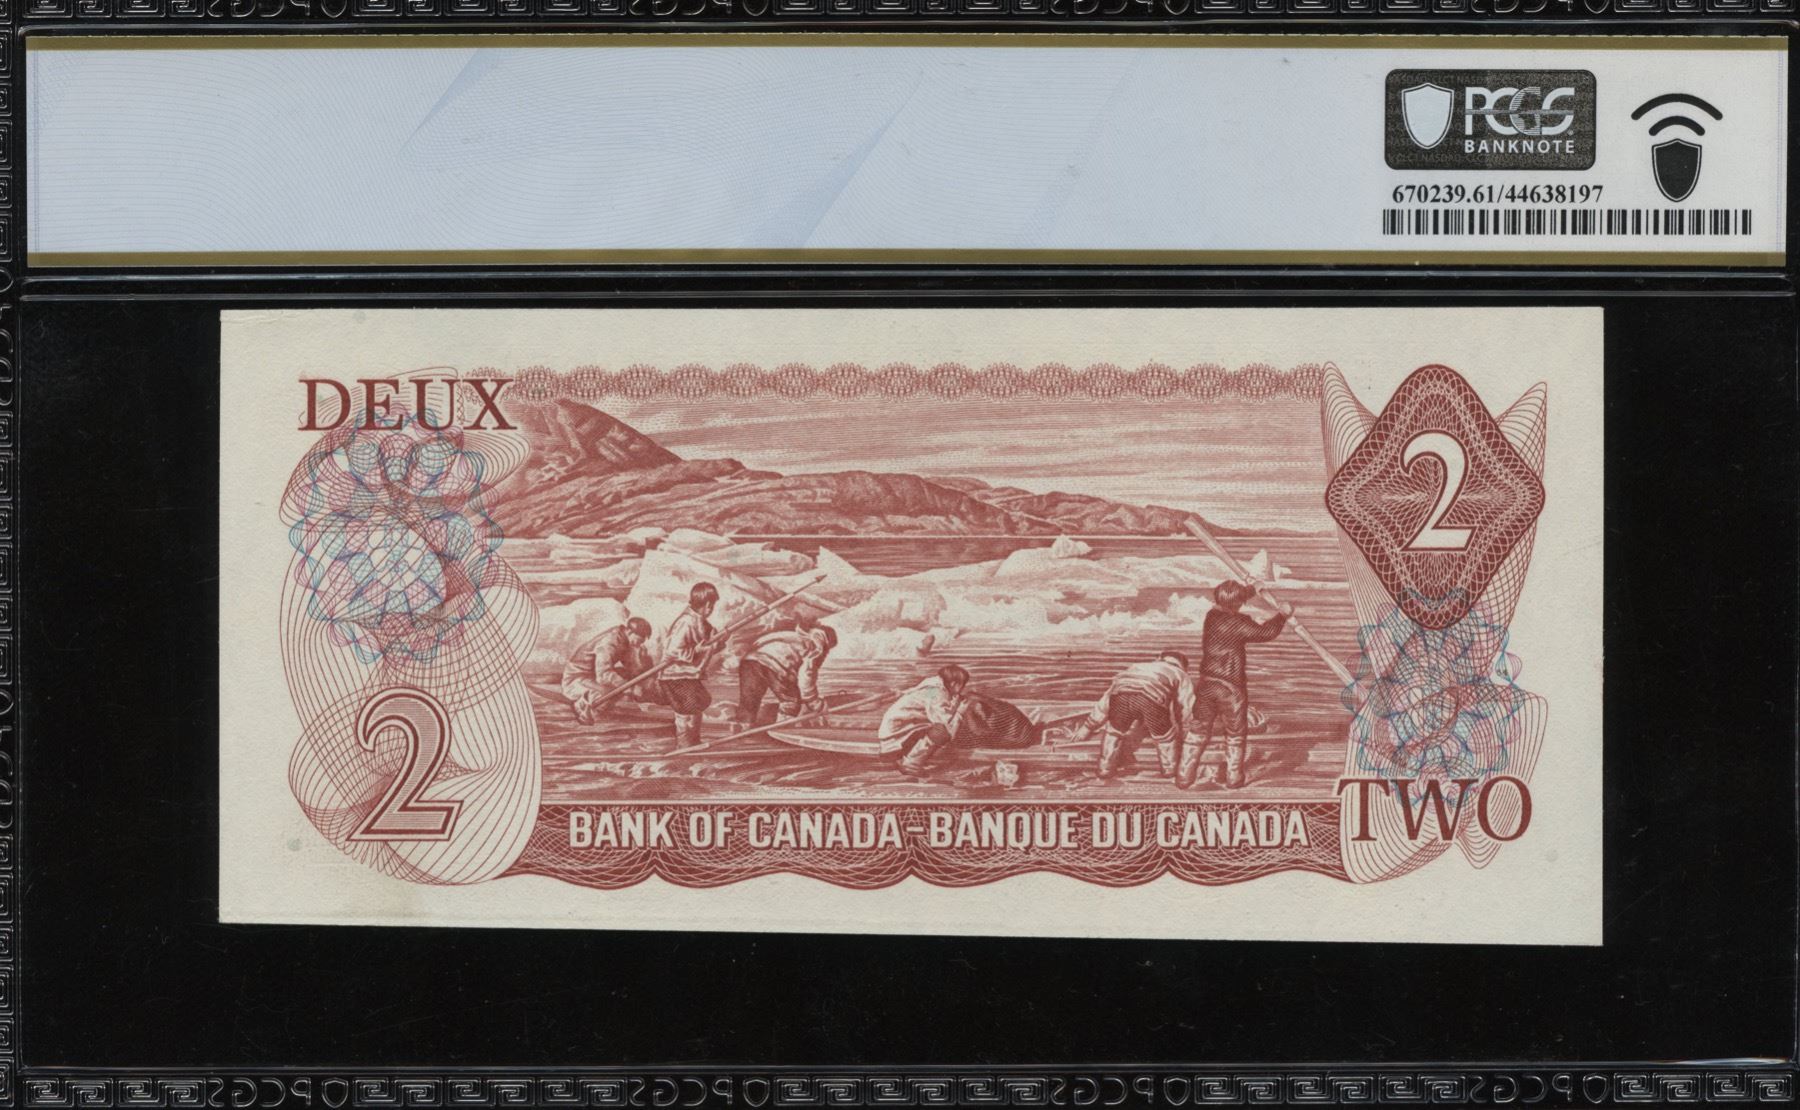 PCGS
BANKNOTE
670239.61/44638197
DEUX
2
2
BANK OF CANADA-BANQUE DU CANADA
TWO